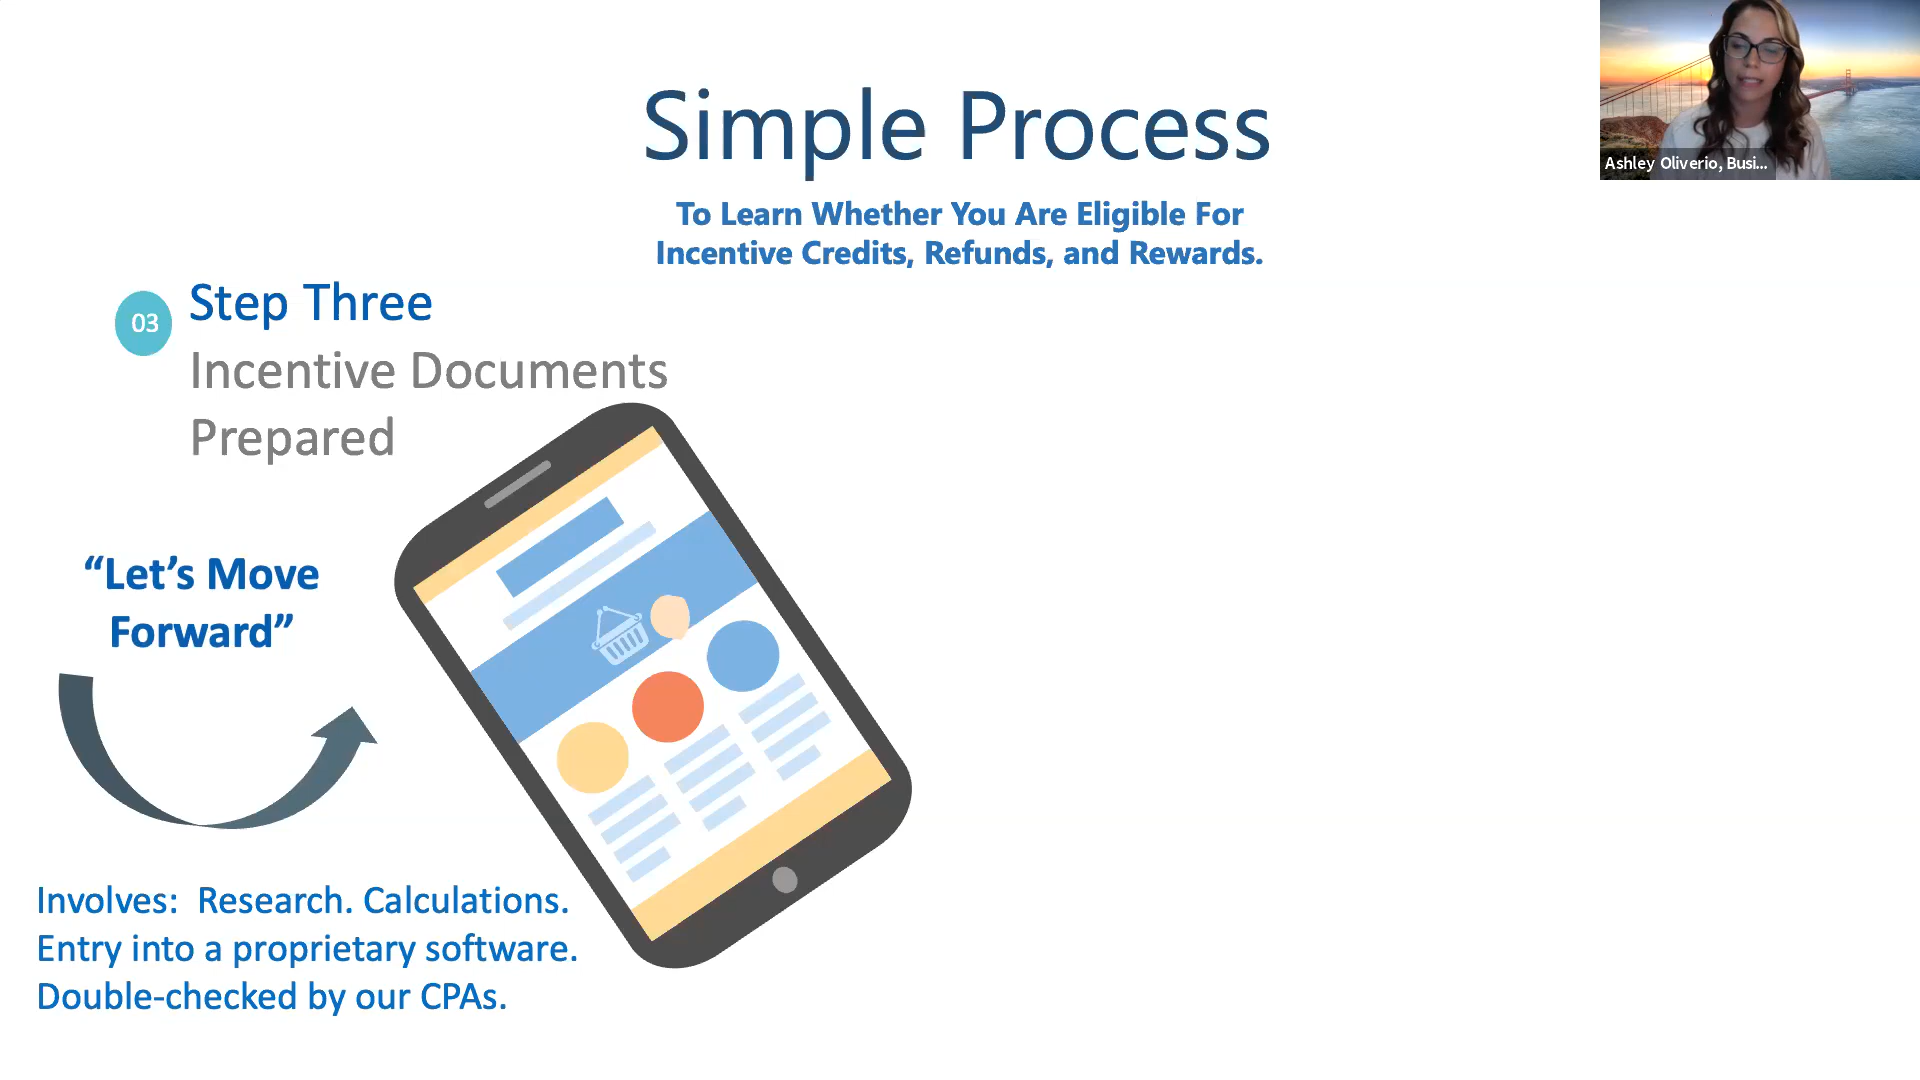 Simple Process
To Learn Whether You Are Eligible For
Incentive Credits, Refunds, and Rewards.
03
Step Three
Incentive Documents
Prepared
“Let’s Move
Forward”
Involves:  Research. Calculations.
Entry into a proprietary software.
Double-checked by our CPAs.
Ashley Oliverio, Busi...